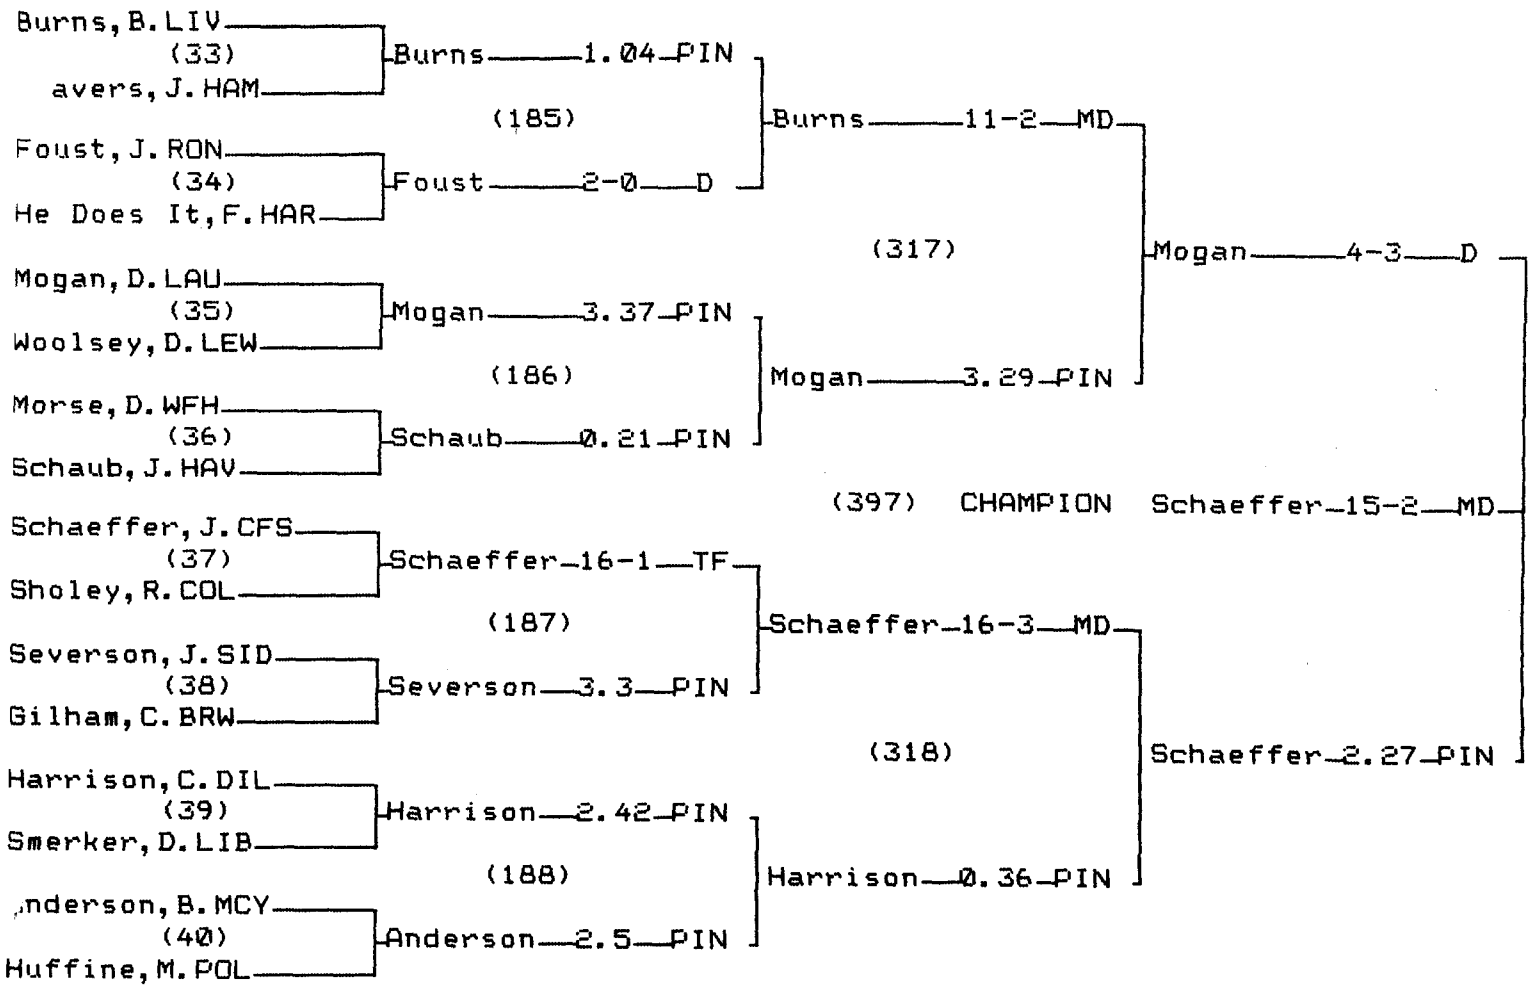 Burns, B. LIV
(33) Burns 1.04 PIN
avers, J. HAM
(185) Burns 11-2 MD
Foust, J. RON
(34) Foust 2-0 D
He Does It, F. HAR
(317) Mogan 4-3 D
Mogan, D. LAU
(35) Mogan 3.37 PIN
Woolsey, D. LEW
(186) Mogan 3.29 PIN
Morse, D. WFH
(36) Schaub 0.21 PIN
Schaub, J. HAV
(397) CHAMPION Schaeffer 15-2 MD
Schaeffer, J. CFS
(37) Schaeffer 16-1 TF
Sholey, R. COL
(187) Schaeffer 16-3 MD
Severson, J. SID
(38) Severson 3.3 PIN
Gilham, C. BRW
(318) Schaeffer 2.27 PIN
Harrison, C. DIL
(39) Harrison 2.42 PIN
Smerker, D. LIB
(188) Harrison 0.36 PIN
nderson, B. MCY
(40) Anderson 2.5 PIN
Huffine, M. POL